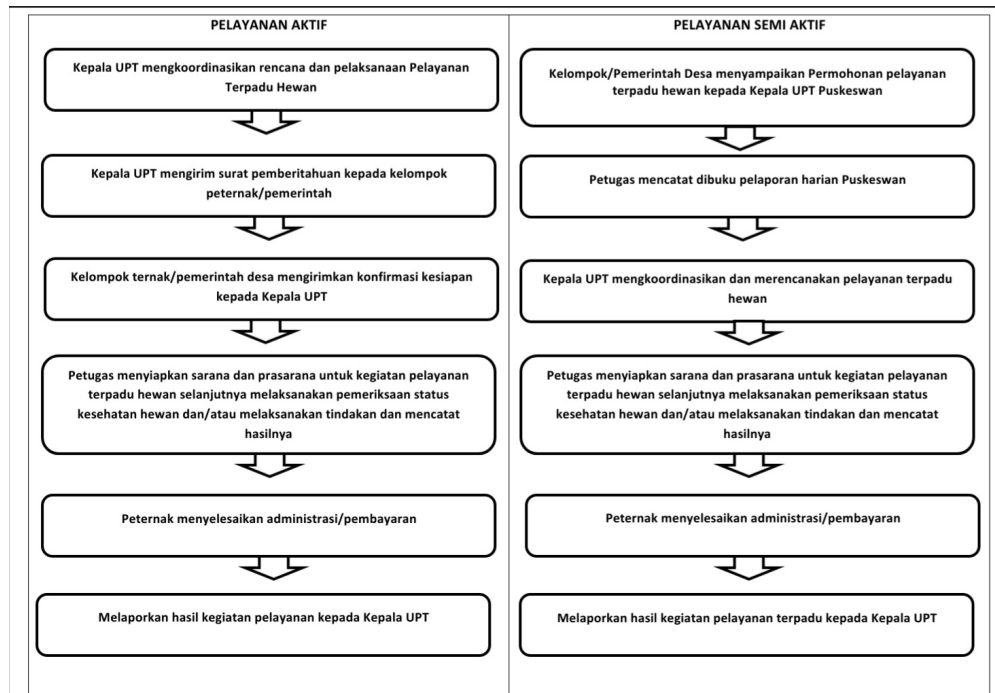 PELAYANAN AKTIF
Kepala UPT mengkoordinasikan rencana dan pelaksanaan Pelayanan
Terpadu Hewan
Kepala UPT mengirim surat pemberitahuan kepada kelompok
peternak/pemerintah
Kelompok ternak/pemerintah desa mengirimkan konfirmasi kesiapan
kepada Kepala UPT
Petugas menyiapkan sarana dan prasarana untuk kegiatan pelayanan
terpadu hewan selanjutnya melaksanakan pemeriksaan status
kesehatan hewan dan/atau melaksanakan tindakan dan mencatat
hasilnya
Peternak menyelesaikan administrasi/pembayaran
Melaporkan hasil kegiatan pelayanan kepada Kepala UPT
PELAYANAN SEMI AKTIF
Kelompok/Pemerintah Desa menyampaikan Permohonan pelayanan
terpadu hewan kepada Kepala UPT Puskeswan
Petugas mencatat dibuku pelaporan harian Puskeswan
Kepala UPT mengkoordinasikan dan merencanakan pelayanan terpadu
hewan
Petugas menyiapkan sarana dan prasarana untuk kegiatan pelayanan
terpadu hewan selanjutnya melaksanakan pemeriksaan status
kesehatan hewan dan/atau melaksanakan tindakan dan mencatat
hasilnya
Peternak menyelesaikan administrasi/pembayaran
Melaporkan hasil kegiatan pelayanan terpadu kepada Kepala UPT